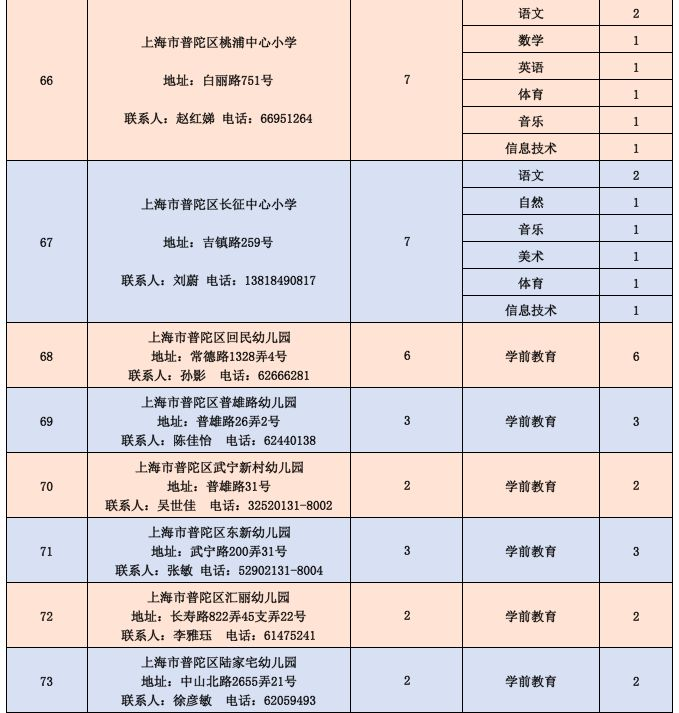 66
上海市普陀区桃浦中心小学
地址：白丽路751号
联系人：赵红娣 电话：66951264
7
语文 2
数学 1
英语 1
体育 1
音乐 1
信息技术 1
67
上海市普陀区长征中心小学
地址：吉镇路259号
联系人：刘蔚 电话：13818490817
7
语文 2
自然 1
音乐 1
美术 1
体育 1
信息技术 1
68
上海市普陀区回民幼儿园
地址：常德路1328弄4号
联系人：孙影 电话：62666281
6
学前教育 6
69
上海市普陀区普雄路幼儿园
地址：普雄路26弄2号
联系人：陈佳怡 电话：62440138
3
学前教育 3
70
上海市普陀区武宁新村幼儿园
地址：普雄路31号
联系人：吴世佳 电话：32520131-8002
2
学前教育 2
71
上海市普陀区东新幼儿园
地址：武宁路200弄31号
联系人：张敏 电话：52902131-8004
3
学前教育 3
72
上海市普陀区汇丽幼儿园
地址：长寿路822弄45支弄22号
联系人：李雅珏 电话：61475241
2
学前教育 2
73
上海市普陀区陆家宅幼儿园
地址：中山北路2655弄21号
联系人：徐彦敏 电话：62059493
2
学前教育 2